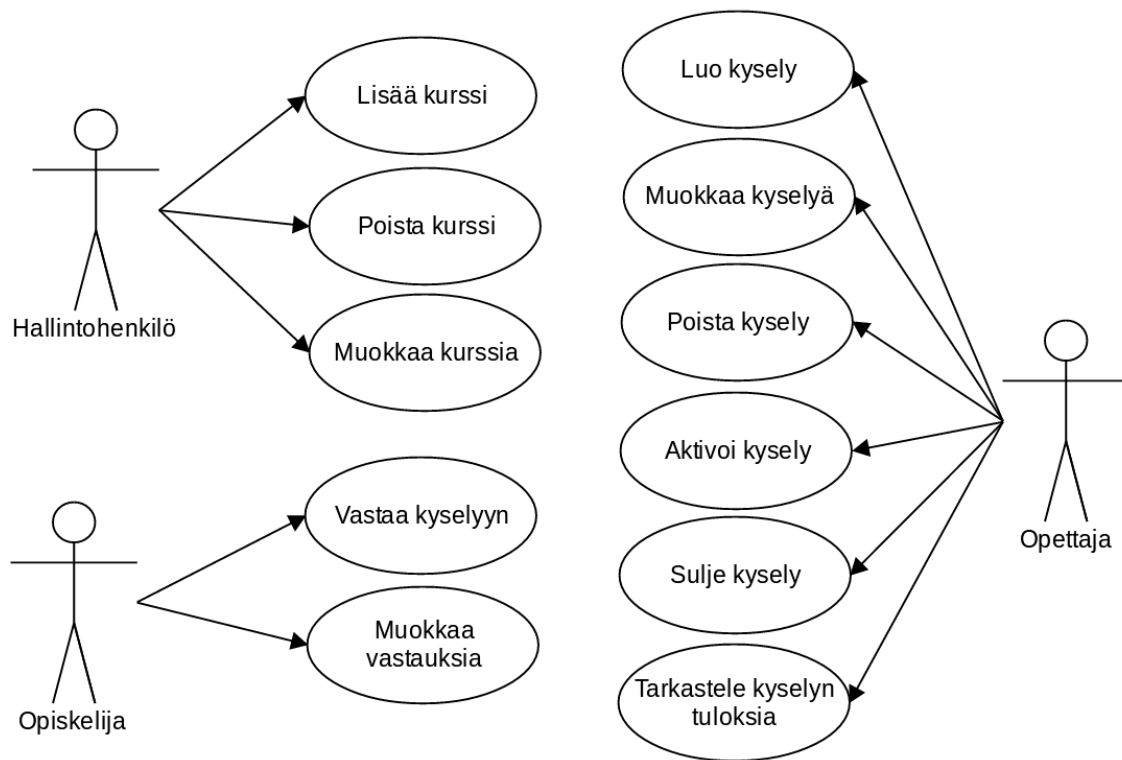 Lisää kurssi
Poista kurssi
Muokkaa kurssia
Hallintohenkilö
Vastaa kyselyyn
Muokkaa
vastauksia
Opiskelija
Luo kysely
Muokkaa kyselyä
Poista kysely
Aktivoi kysely
Sulje kysely
Tarkastele kyselyn
tuloksia
Opettaja